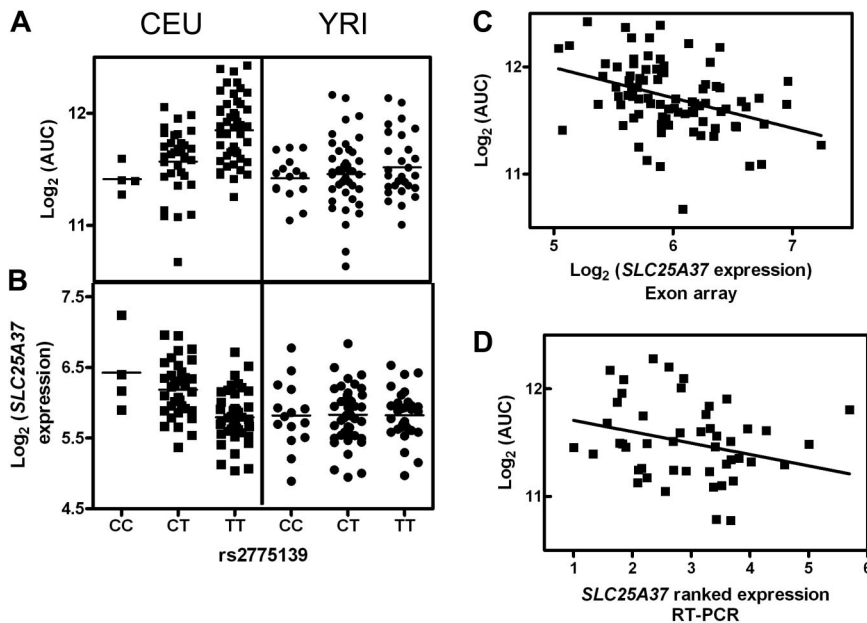 A
CEU
YRI
Log2 (AUC)
12
11
B
Log2 (SLC25A37
expression)
7.5
6.5
5.5
4.5
CC
CT
TT
CC
CT
TT
rs2775139
C
Log2 (AUC)
12
11
5
6
7
Log2 (SLC25A37 expression)
Exon array
D
Log2 (AUC)
12
11
1
2
3
4
5
6
SLC25A37 ranked expression
RT-PCR